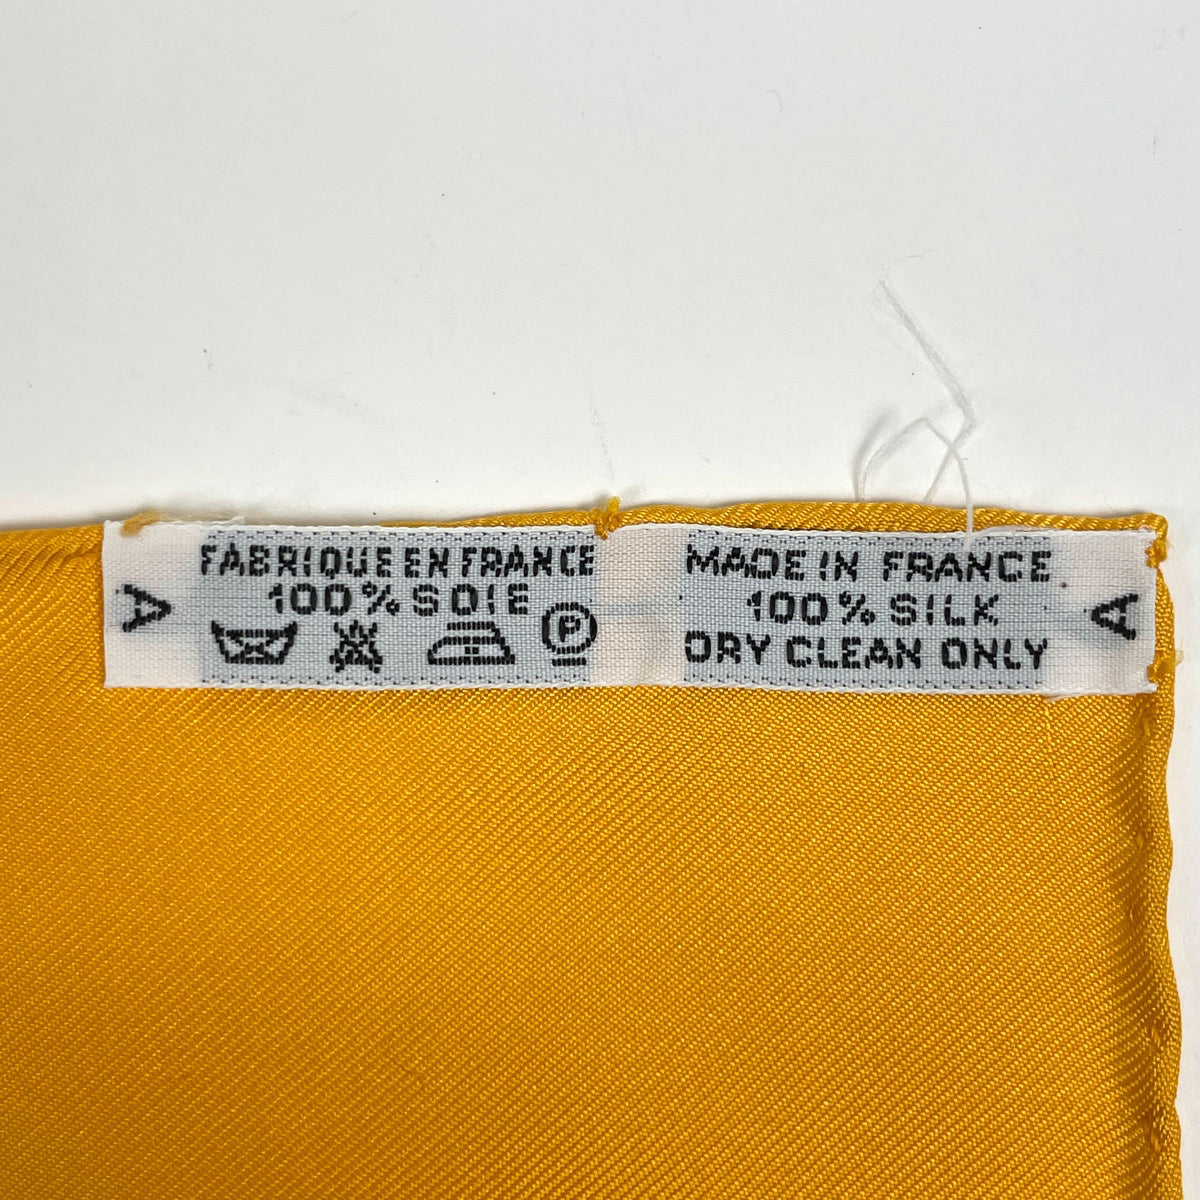 A
FABRIQUE EN FRANCE
100% SOIE
P
MADE IN FRANCE
100% SILK
DRY CLEAN ONLY
A